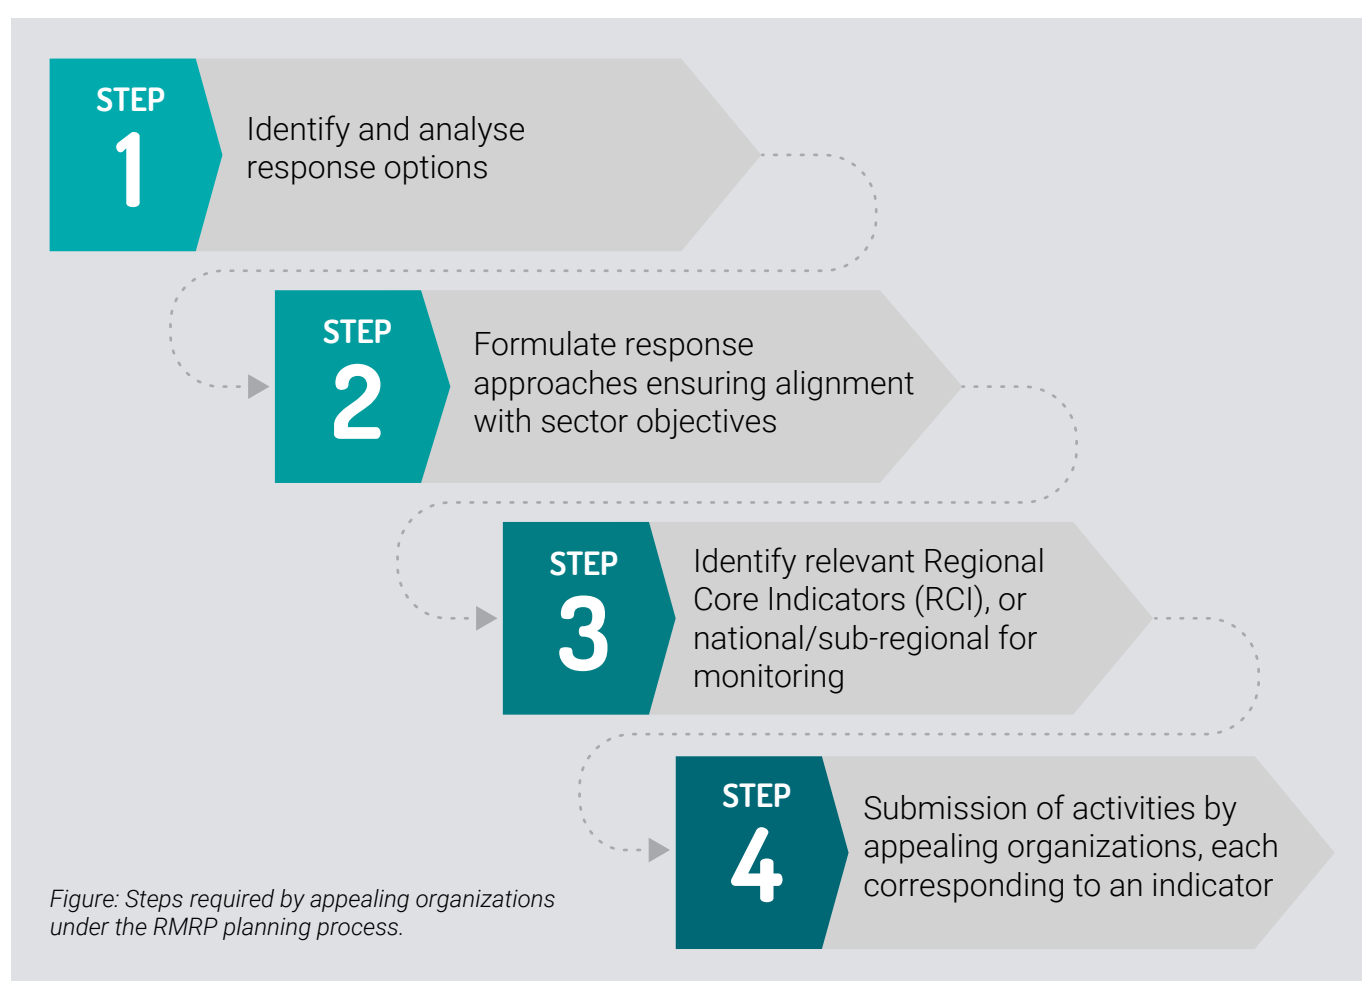 STEP
1
Identify and analyse
response options
STEP
2
Formulate response
approaches ensuring alignment
with sector objectives
STEP
3
Identify relevant Regional
Core Indicators (RCI), or
national/sub-regional for
monitoring
STEP
4
Submission of activities by
appealing organizations, each
corresponding to an indicator
Figure: Steps required by appealing organizations
under the RMRP planning process.